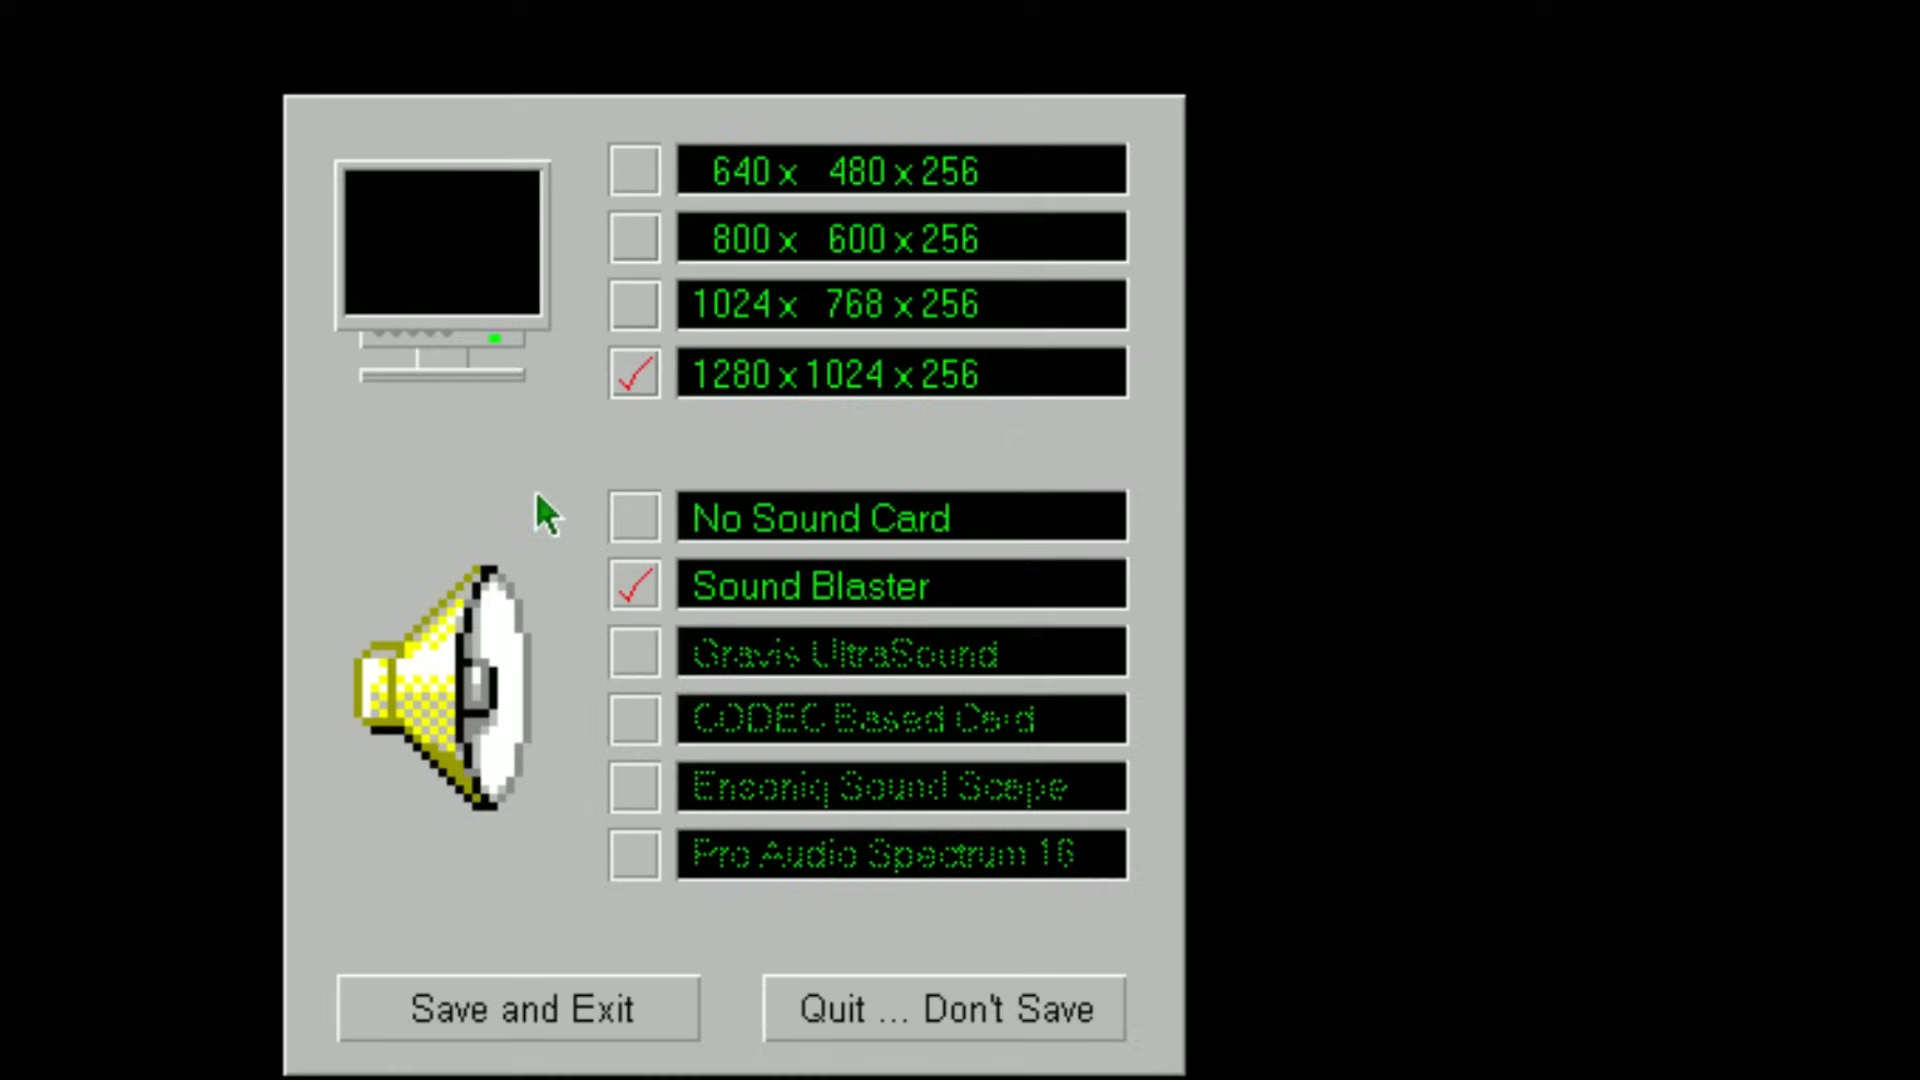 640 x 480 x 256
800 x 600 x 256
1024 x 768 x 256
1280 x 1024 x 256
No Sound Card
Sound Blaster
Gravis UltraSound
CODEC Based Card
Ensoniq Sound Scape
Pro Audio Spectrum 16
Save and Exit
Quit ... Don't Save